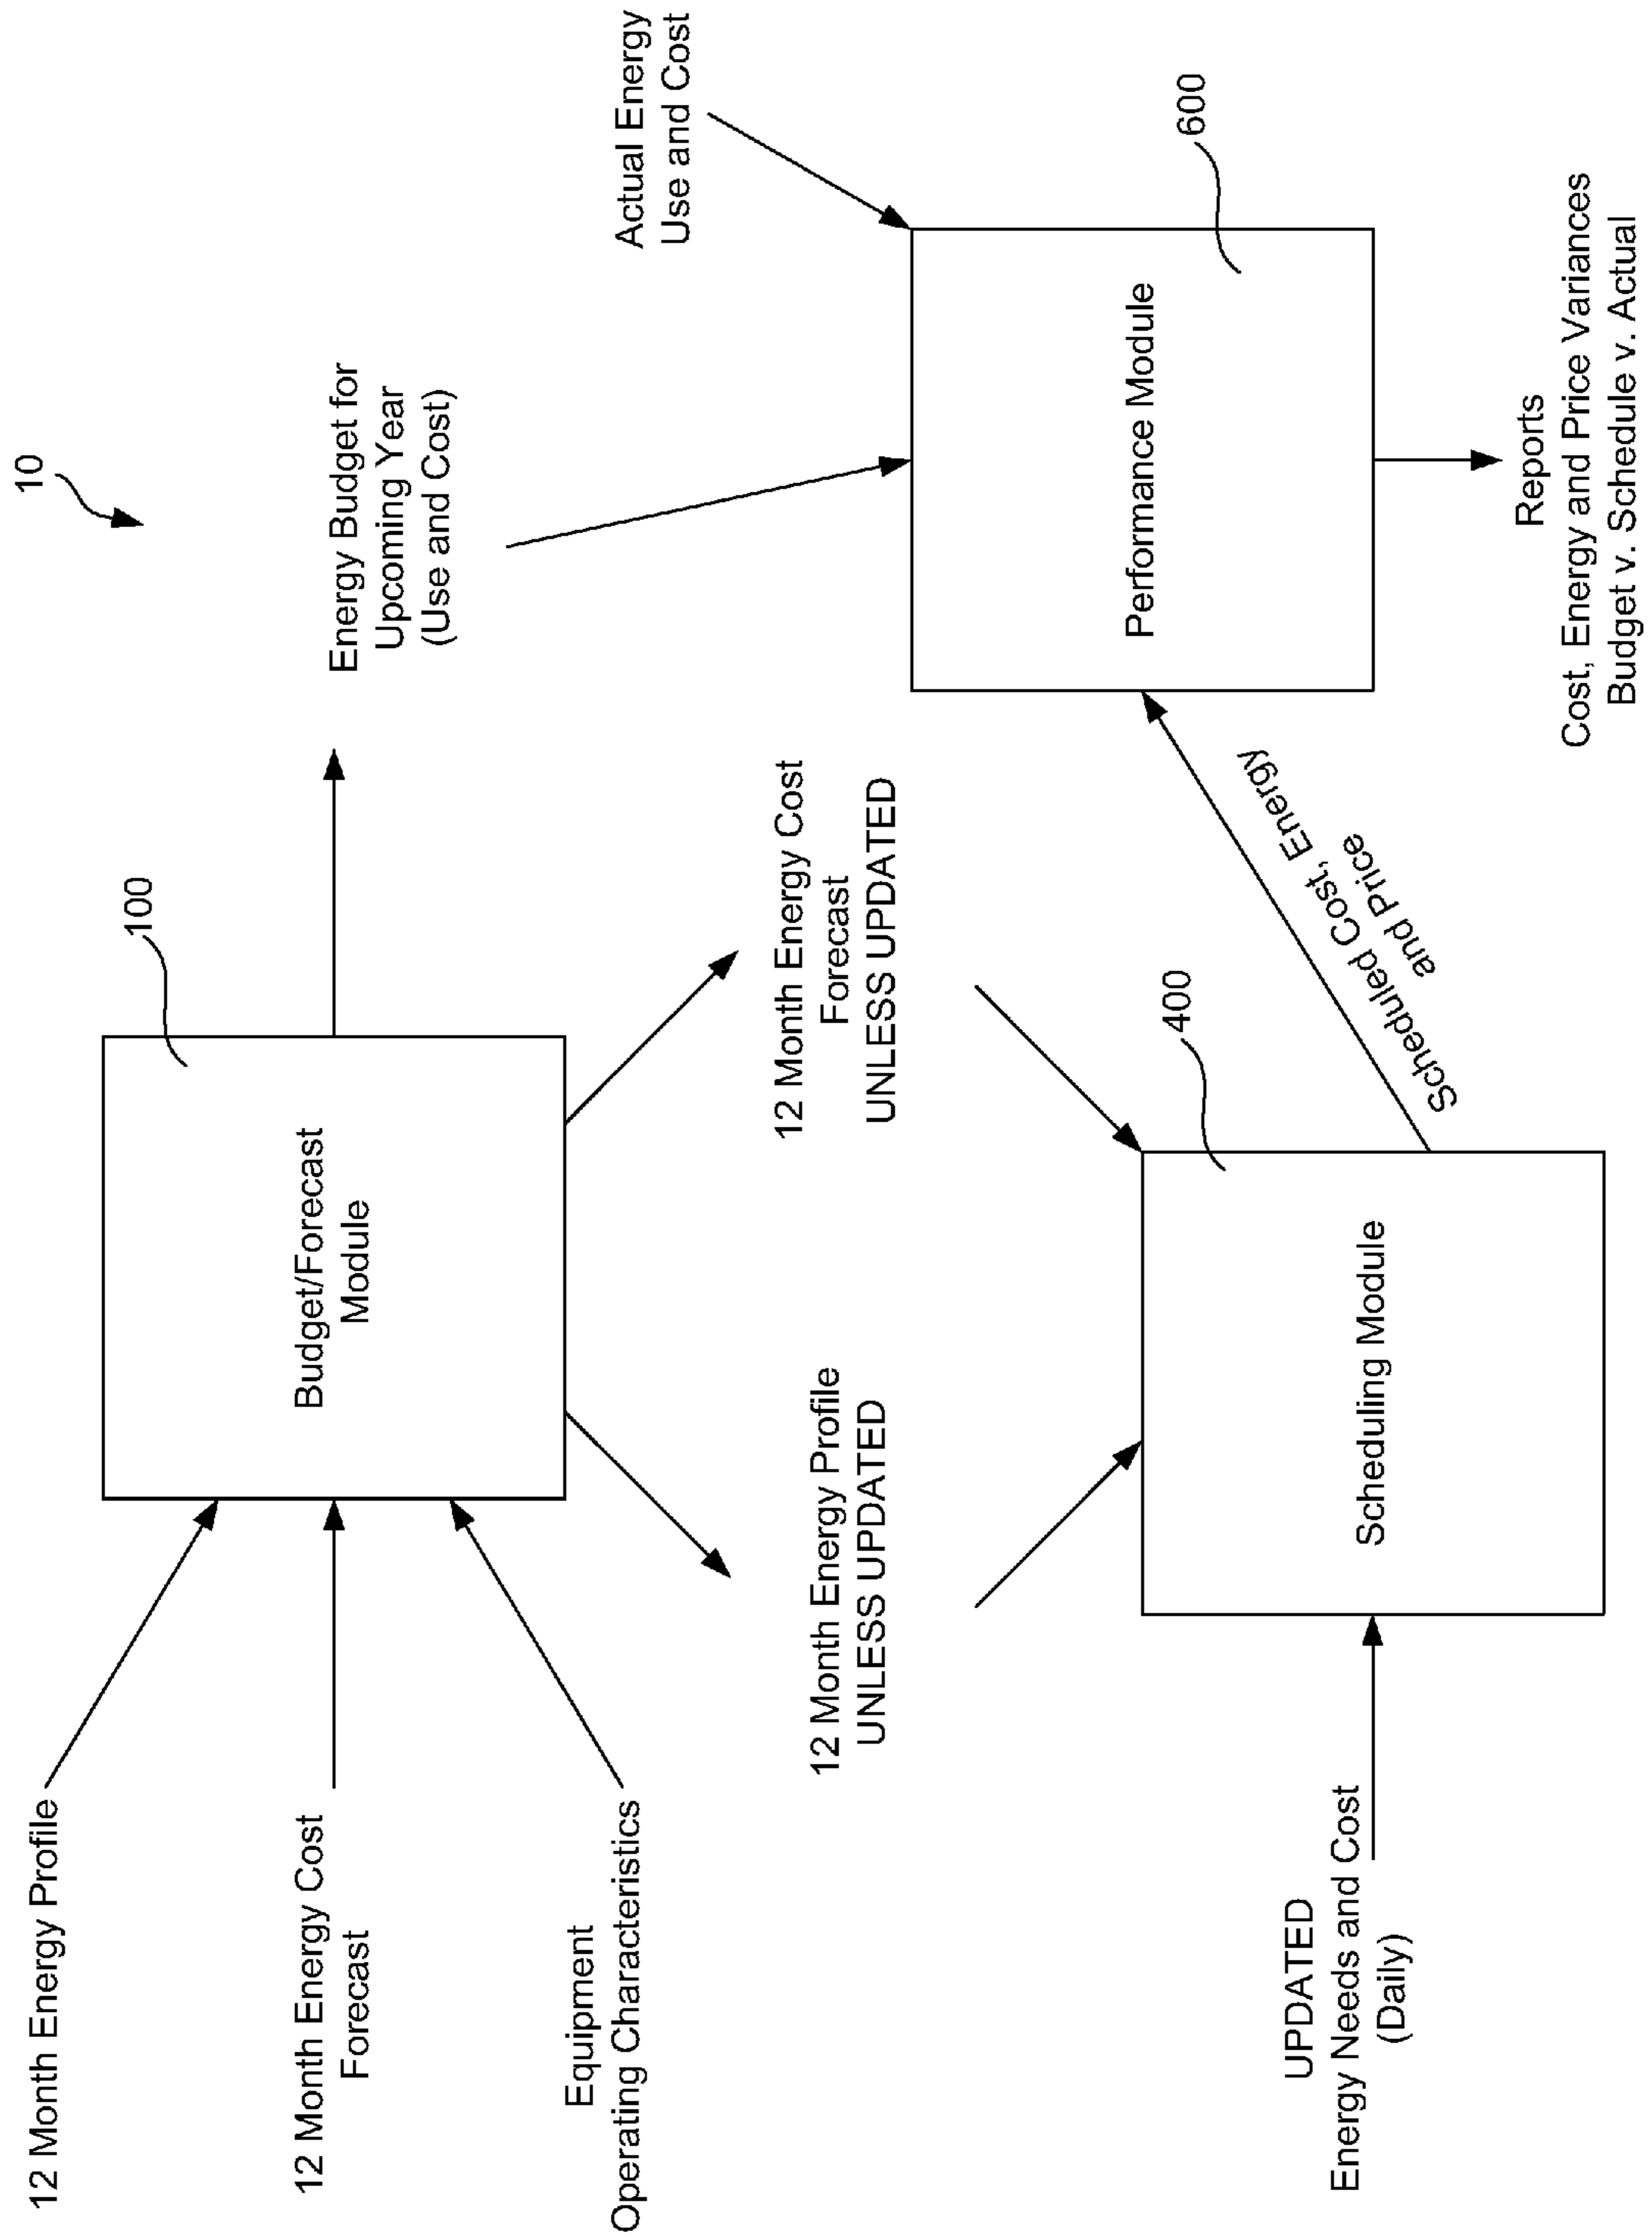 10
12 Month Energy Profile
12 Month Energy Cost
Forecast
Equipment
Operating Characteristics
100
Budget/Forecast
Module
Energy Budget for
Upcoming Year
(Use and Cost)
12 Month Energy Profile
UNLESS UPDATED
12 Month Energy Cost
Forecast
UNLESS UPDATED
Actual Energy
Use and Cost
UPDATED
Energy Needs and Cost
(Daily)
400
Scheduling Module
Scheduled Cost, Energy
and Price
600
Performance Module
Reports
Cost, Energy and Price Variances
Budget v. Schedule v. Actual